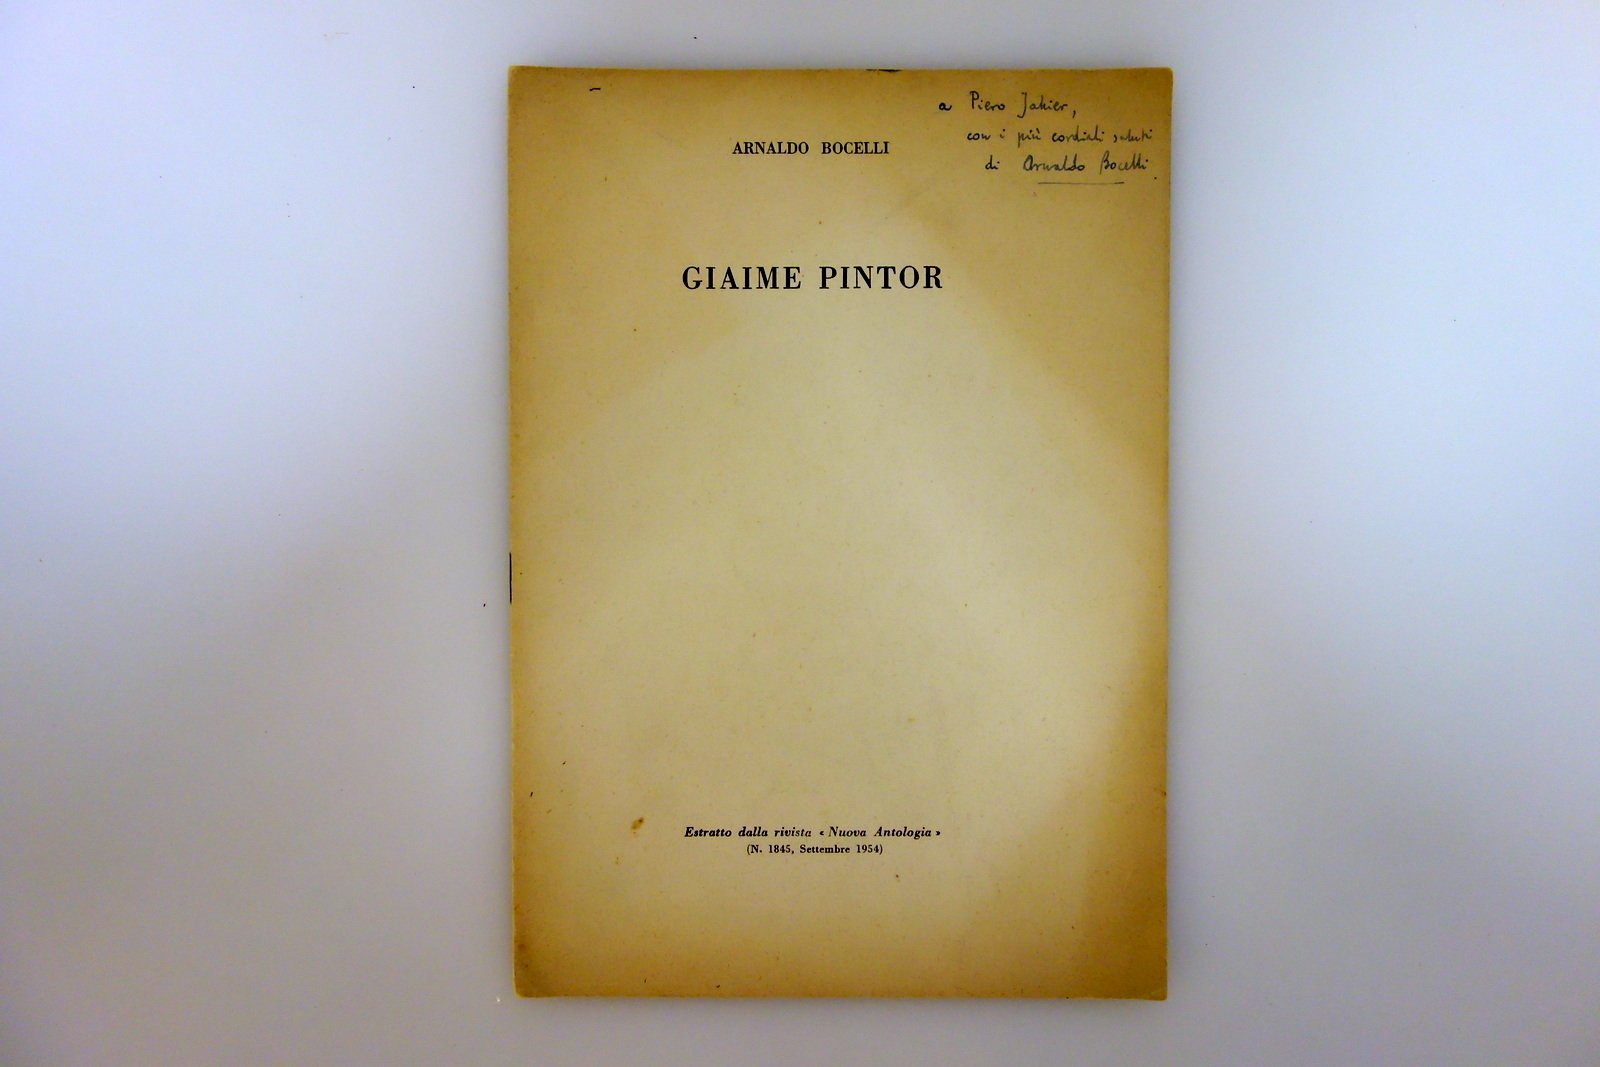 a Piero Jahier,
con i più cordiali saluti
di Arnaldo Bocelli
ARNALDO BOCELLI
GIAIME PINTOR
Estratto dalla rivista « Nuova Antologia »
(N. 1845, Settembre 1954)